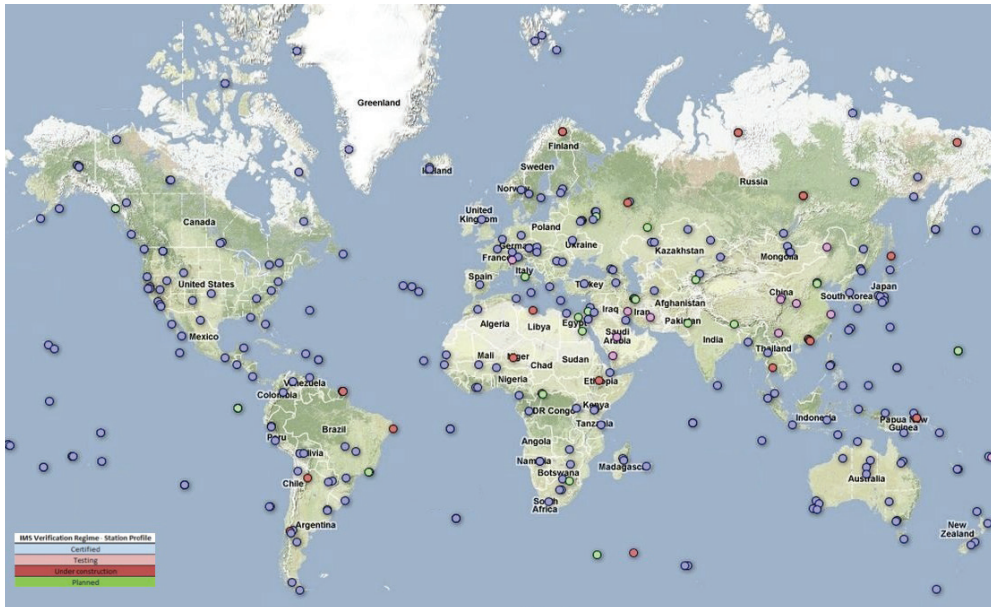 Greenland
Iceland
Finland
Sweden
Norway
Russia
Canada
United
Kingdom
Poland
Germany
Ukraine
France
Kazakhstan
Mongolia
Italy
Spain
Turkey
United States
China
Japan
South Korea
Afghanistan
Iraq
Iran
Algeria
Libya
Egypt
Pakistan
Saudi
Arabia
India
Mexico
Thailand
Mali
Niger
Chad
Sudan
Nigeria
Ethiopia
Venezuela
Colombia
DR Congo
Kenya
Indonesia
Papua New
Guinea
Tanzania
Brazil
Peru
Angola
Bolivia
Namibia
Botswana
Madagascar
Australia
Chile
South
Africa
Argentina
New
Zealand
IMS Verification Regime - Station Profile
Certified
Testing
Under construction
Planned